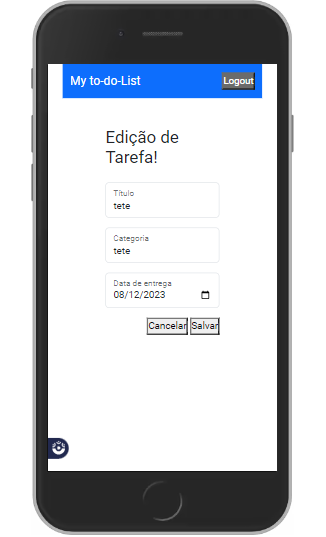 My to-do-List
Logout
Edição de
Tarefa!
Título
tete
Categoria
tete
Data de entrega
08/12/2023
Cancelar Salvar